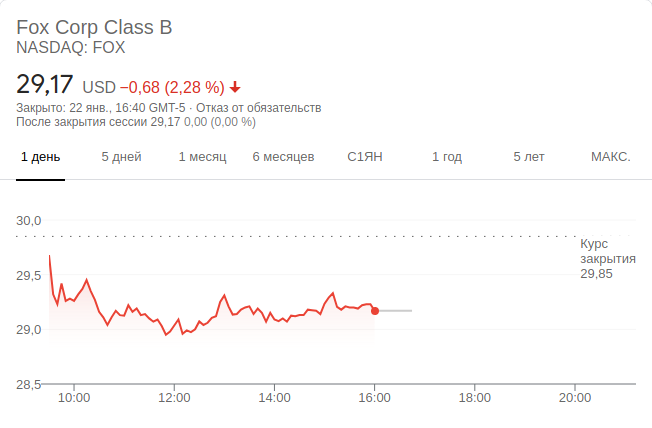 Fox Corp Class B
NASDAQ: FOX
29,17 USD −0,68 (2,28 %)
Закрыто: 22 янв., 16:40 GMT-5 · Отказ от обязательств
После закрытия сессии 29,17 0,00 (0,00 %)
1 день 5 дней 1 месяц 6 месяцев С1ЯН 1 год 5 лет МАКС.
30,0
Курс
закрытия
29,85
29,5
29,0
28,5
10:00 12:00 14:00 16:00 18:00 20:00